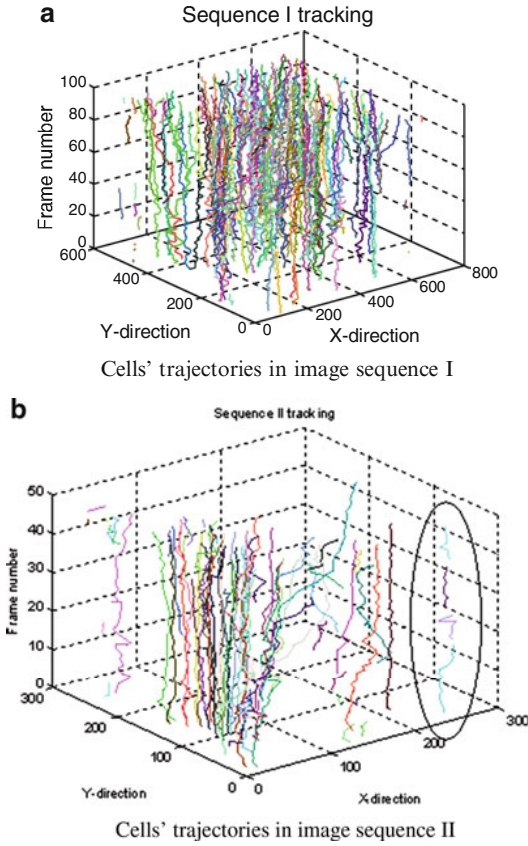 a
Sequence I tracking
100
80
60
40
20
0
Frame number
600
400
200
0
Y-direction
0
200
400
600
800
X-direction
Cells' trajectories in image sequence I
b
Sequence II tracking
50
40
30
20
10
0
Frame number
300
200
100
0
Y-direction
0
100
200
300
X-direction
Cells' trajectories in image sequence II